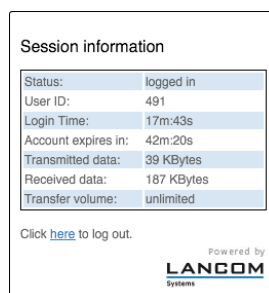 Session information
Status: logged in
User ID: 491
Login Time: 17m:43s
Account expires in: 42m:20s
Transmitted data: 39 KBytes
Received data: 187 KBytes
Transfer volume: unlimited
Click here to log out.
Powered by
LANCOM
Systems